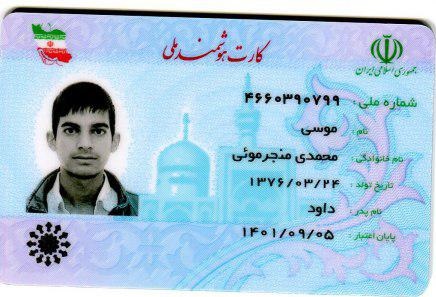 کارت هوشمند ملی
جمهوری اسلامی ایران
شماره ملی : ۴۶۶۰۳۹۰۷۹۹
نام : موسی
نام خانوادگی : محمدی منجرموئی
تاریخ تولد : ۱۳۷۶/۰۳/۲۴
نام پدر : داود
پایان اعتبار : ۱۴۰۱/۰۹/۰۵